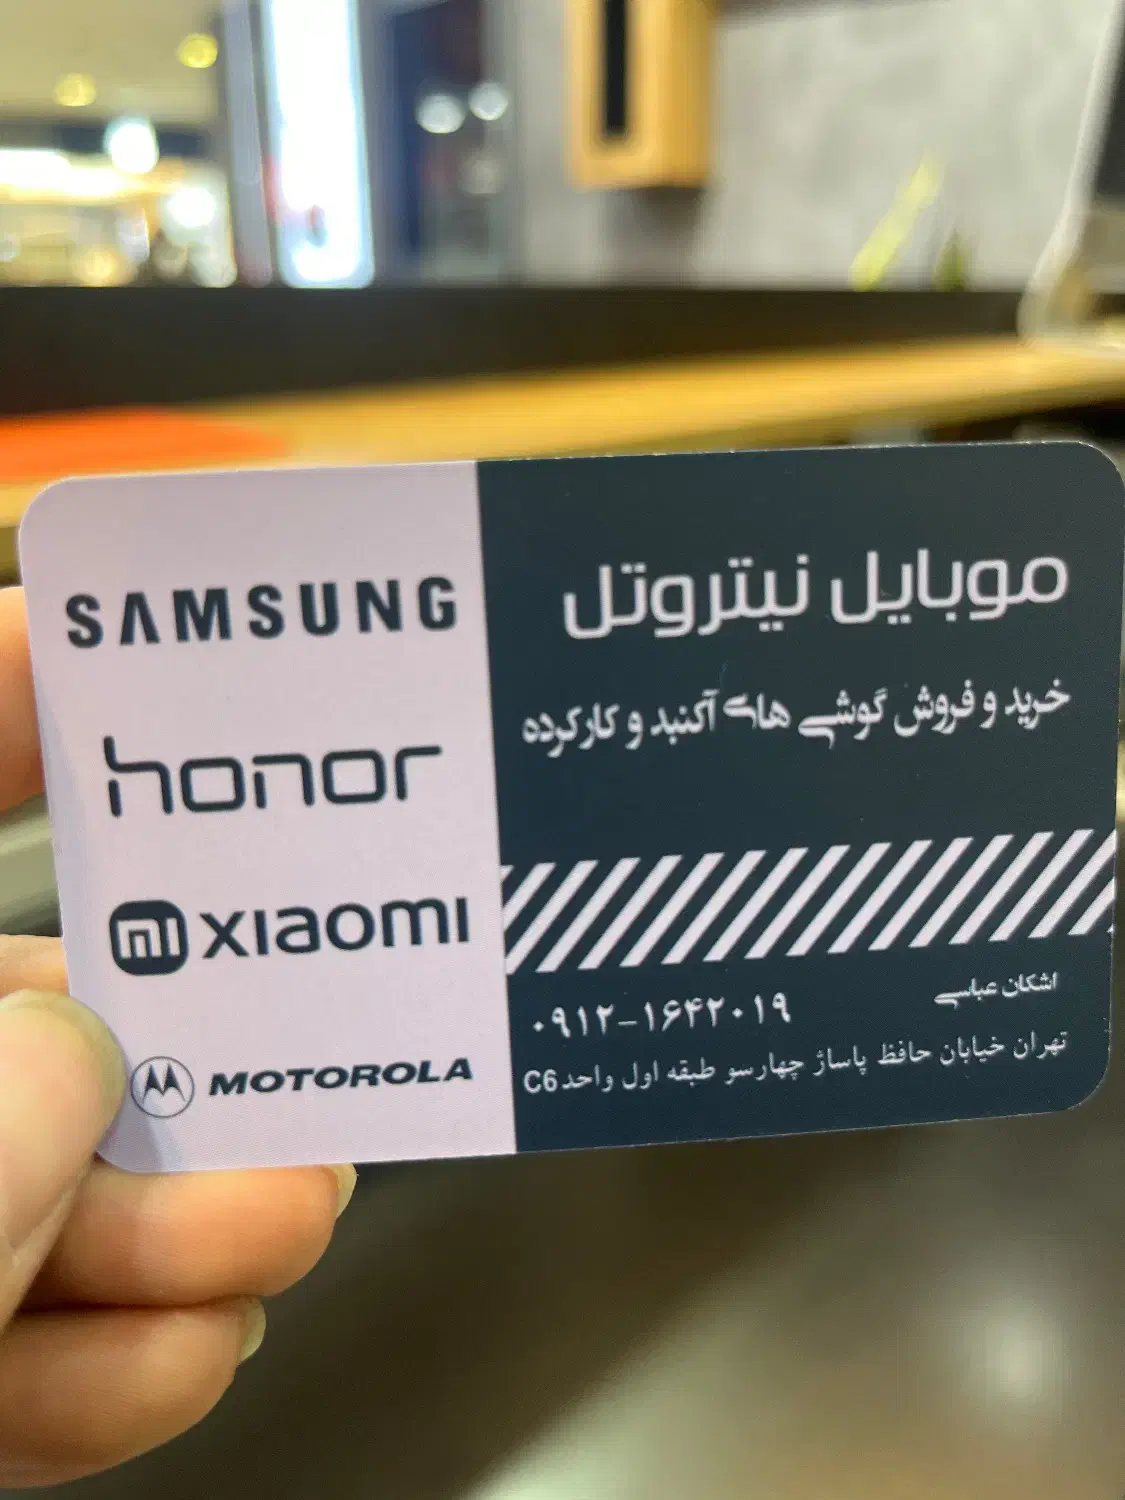 SAMSUNG
honor
xiaomi
MOTOROLA
موبایل نیتروتل
خرید و فروش گوشی های آکنبد و کارکرده
اشکان عباسی
۰۹۱۲-۱۶۴۲۰۱۹
تهران خیابان حافظ پاساژ چهارسو طبقه اول واحد C6